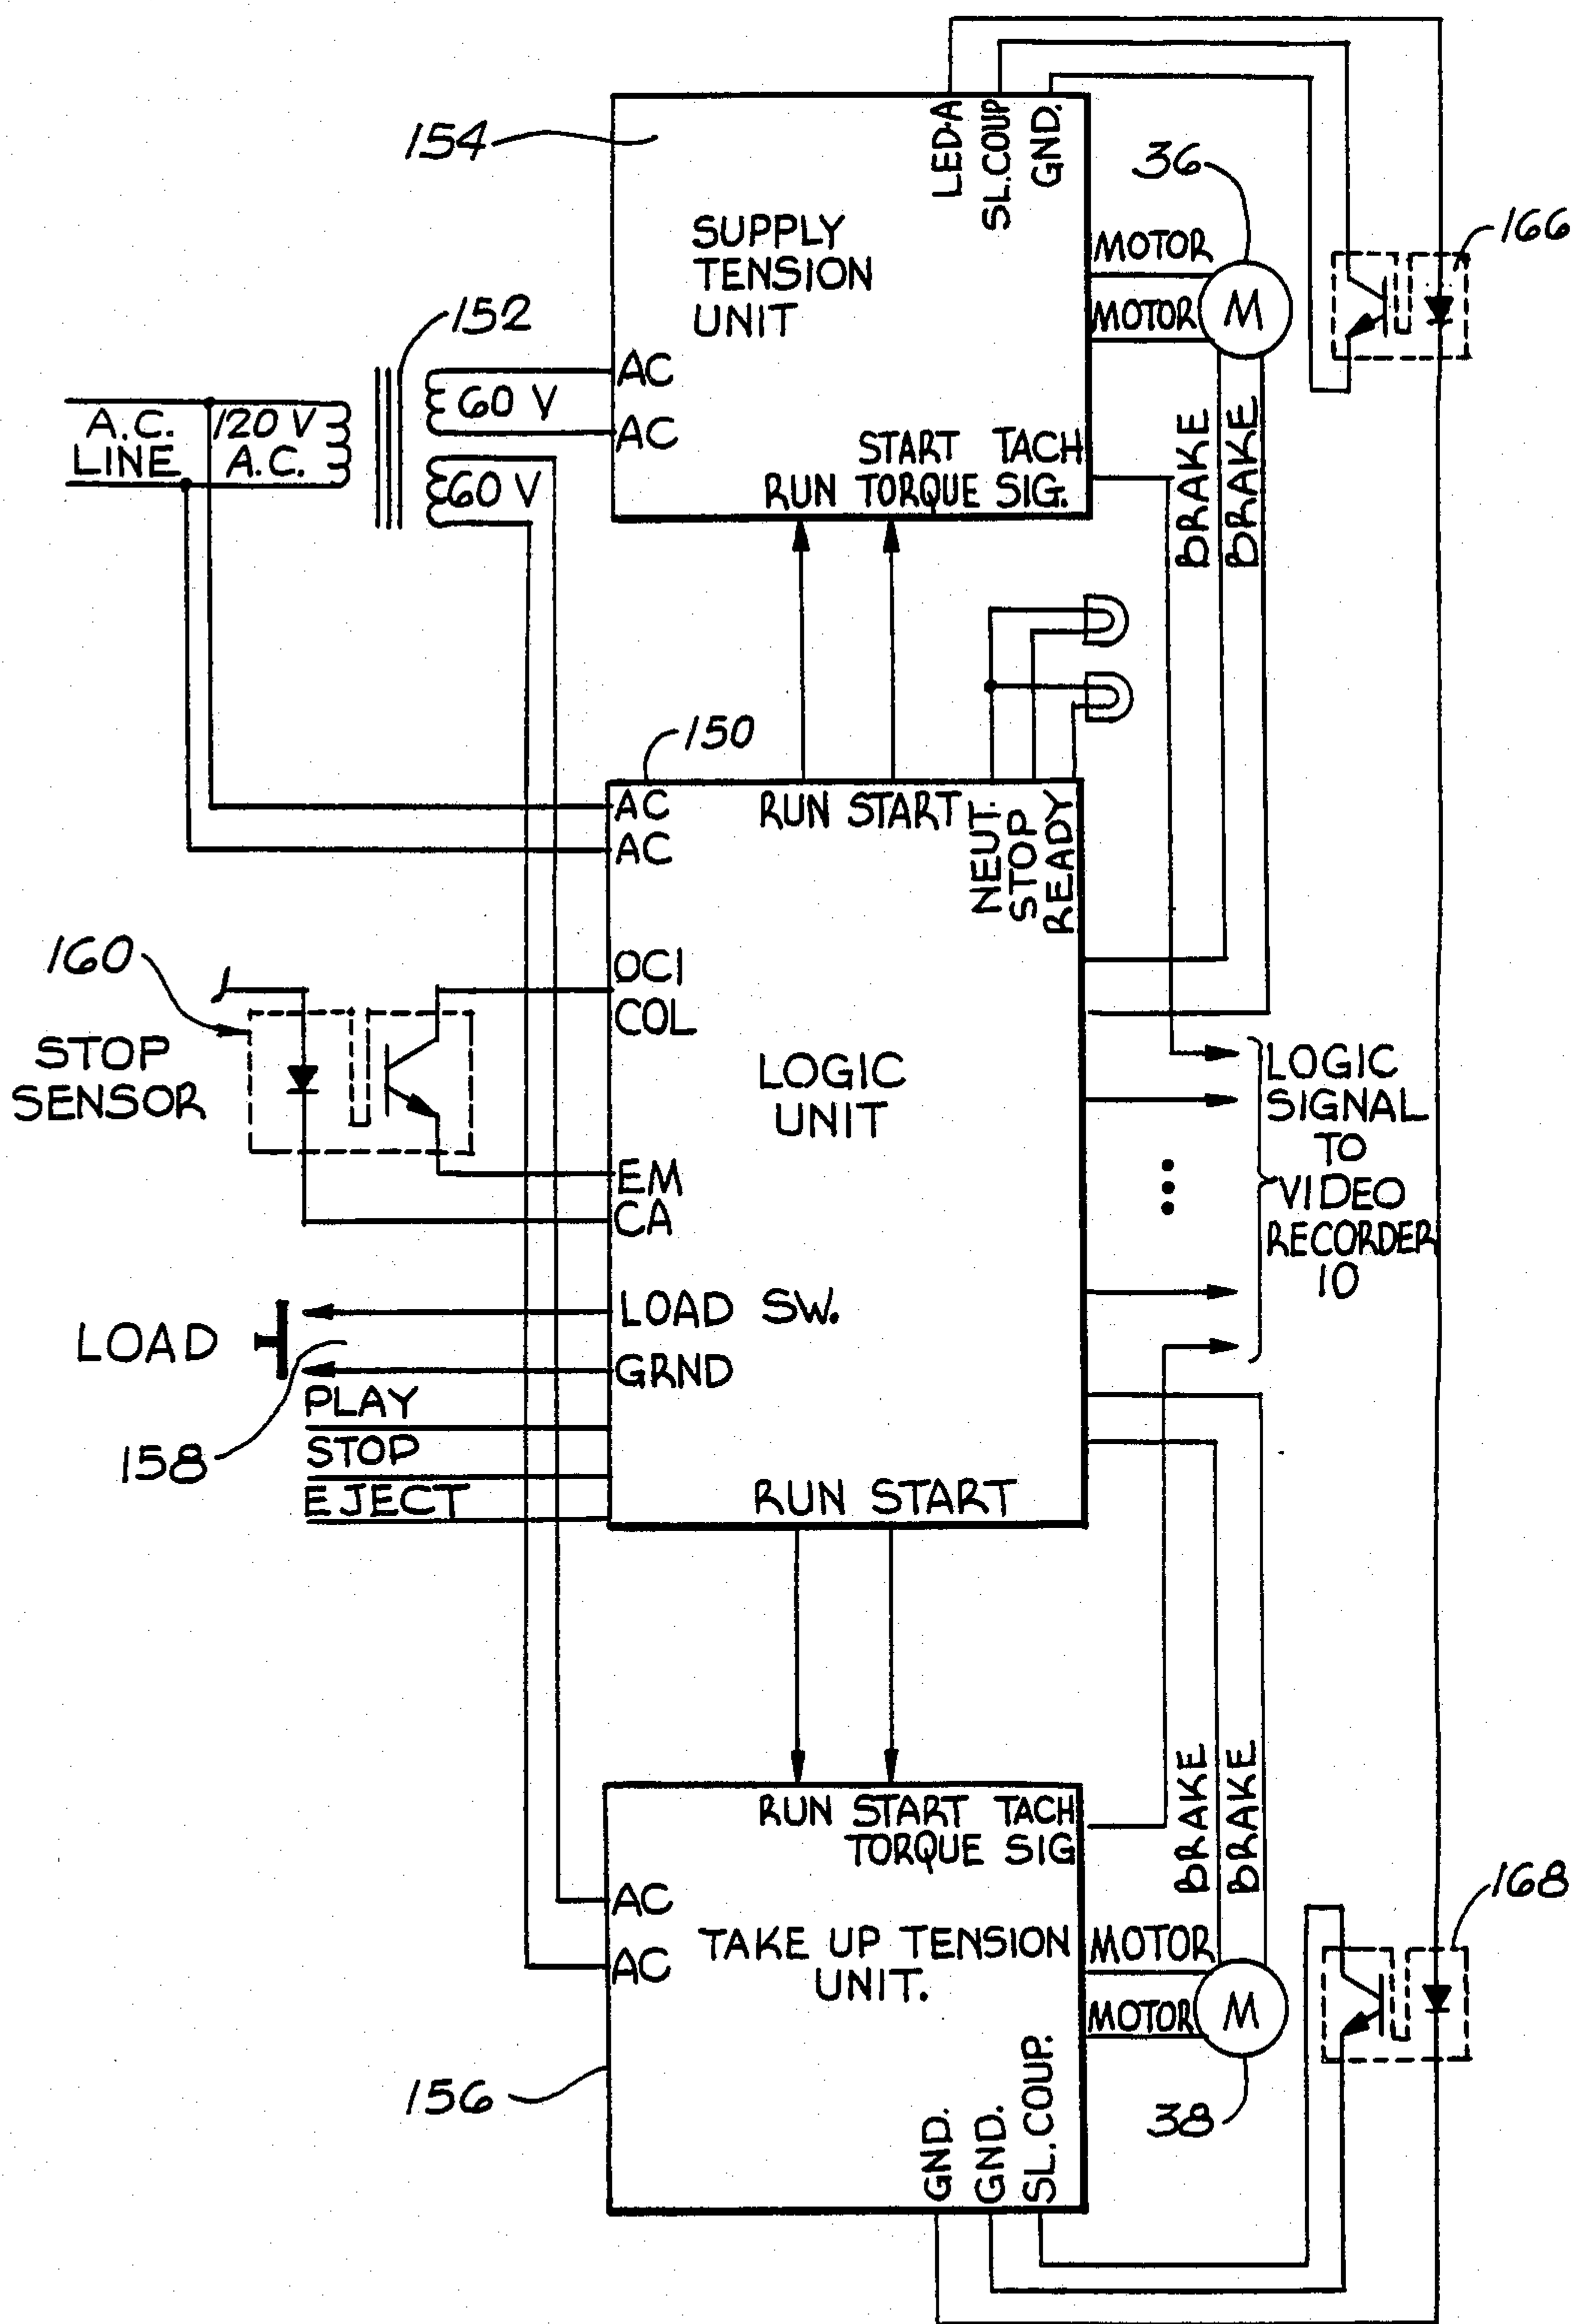 154
LED-A
SL.COUP
GND.
36
166
SUPPLY
TENSION
UNIT
MOTOR
MOTOR
M
152
AC
60 V
AC
A.C.
LINE
120 V
A.C.
60 V
START TACH
RUN TORQUE SIG.
BRAKE
BRAKE
150
AC
AC
RUN START
NEUT.
STOP
READY
160
STOP
SENSOR
OCI
COL
LOGIC
UNIT
LOGIC
SIGNAL
TO
VIDEO
RECORDER
10
EM
CA
LOAD
LOAD SW.
GRND
158
PLAY
STOP
EJECT
RUN START
RUN START TACH
TORQUE SIG
BRAKE
BRAKE
168
AC
AC
TAKE UP TENSION
UNIT.
MOTOR
MOTOR
M
156
38
GND.
GND.
SL.COUP.